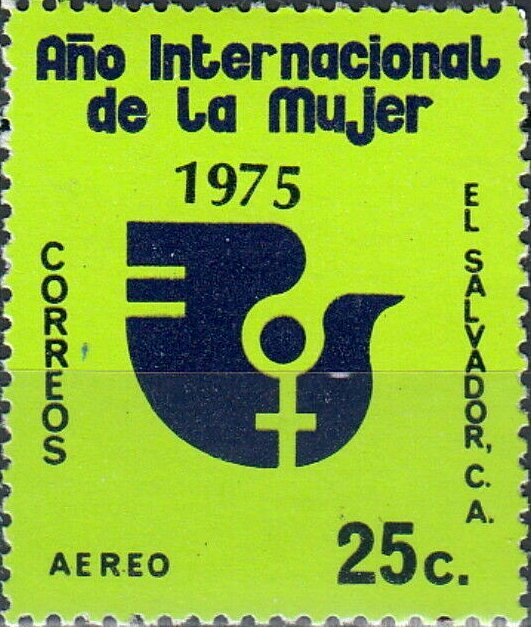 Año Internacional
de la Mujer
1975
CORREOS
EL SALVADOR, C.A.
AEREO
25c.